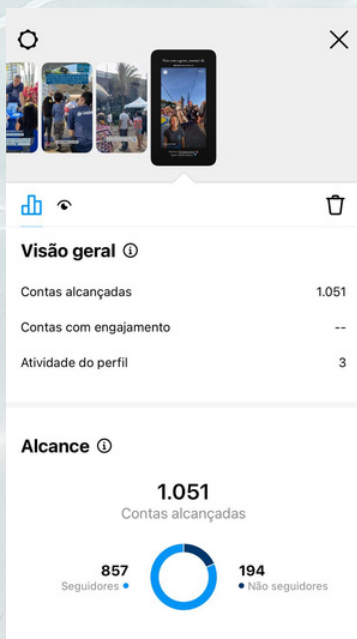 Visão geral
Contas alcançadas 1.051
Contas com engajamento --
Atividade do perfil 3
Alcance
1.051
Contas alcançadas
857 194
Seguidores Não seguidores